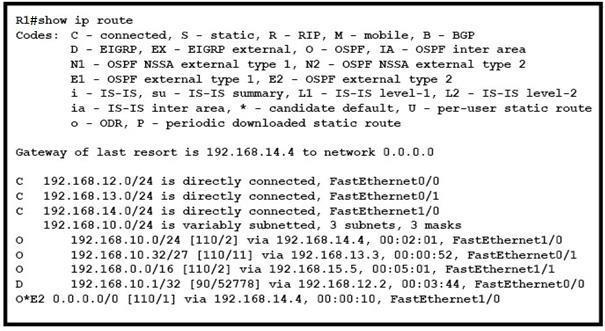 R1#show ip route
Codes: C - connected, S - static, R - RIP, M - mobile, B - BGP
D - EIGRP, EX - EIGRP external, O - OSPF, IA - OSPF inter area
N1 - OSPF NSSA external type 1, N2 - OSPF NSSA external type 2
E1 - OSPF external type 1, E2 - OSPF external type 2
i - IS-IS, su - IS-IS summary, L1 - IS-IS level-1, L2 - IS-IS level-2
ia - IS-IS inter area, * - candidate default, U - per-user static route
o - ODR, P - periodic downloaded static route
Gateway of last resort is 192.168.14.4 to network 0.0.0.0
C 192.168.12.0/24 is directly connected, FastEthernet0/0
C 192.168.13.0/24 is directly connected, FastEthernet0/1
C 192.168.14.0/24 is directly connected, FastEthernet1/0
192.168.10.0/24 is variably subnetted, 3 subnets, 3 masks
O 192.168.10.0/24 [110/2] via 192.168.14.4, 00:02:01, FastEthernet1/0
O 192.168.10.32/27 [110/11] via 192.168.13.3, 00:00:52, FastEthernet0/1
O 192.168.0.0/16 [110/2] via 192.168.15.5, 00:05:01, FastEthernet1/1
D 192.168.10.1/32 [90/52778] via 192.168.12.2, 00:03:44, FastEthernet0/0
O*E2 0.0.0.0/0 [110/1] via 192.168.14.4, 00:00:10, FastEthernet1/0